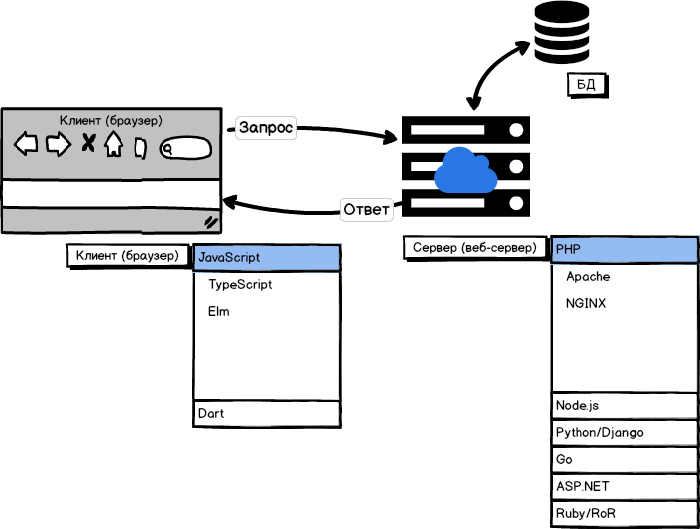 БД
Клиент (браузер)
Запрос
Ответ
Клиент (браузер)
JavaScript
TypeScript
Elm
Dart
Сервер (веб-сервер)
PHP
Apache
NGINX
Node.js
Python/Django
Go
ASP.NET
Ruby/RoR